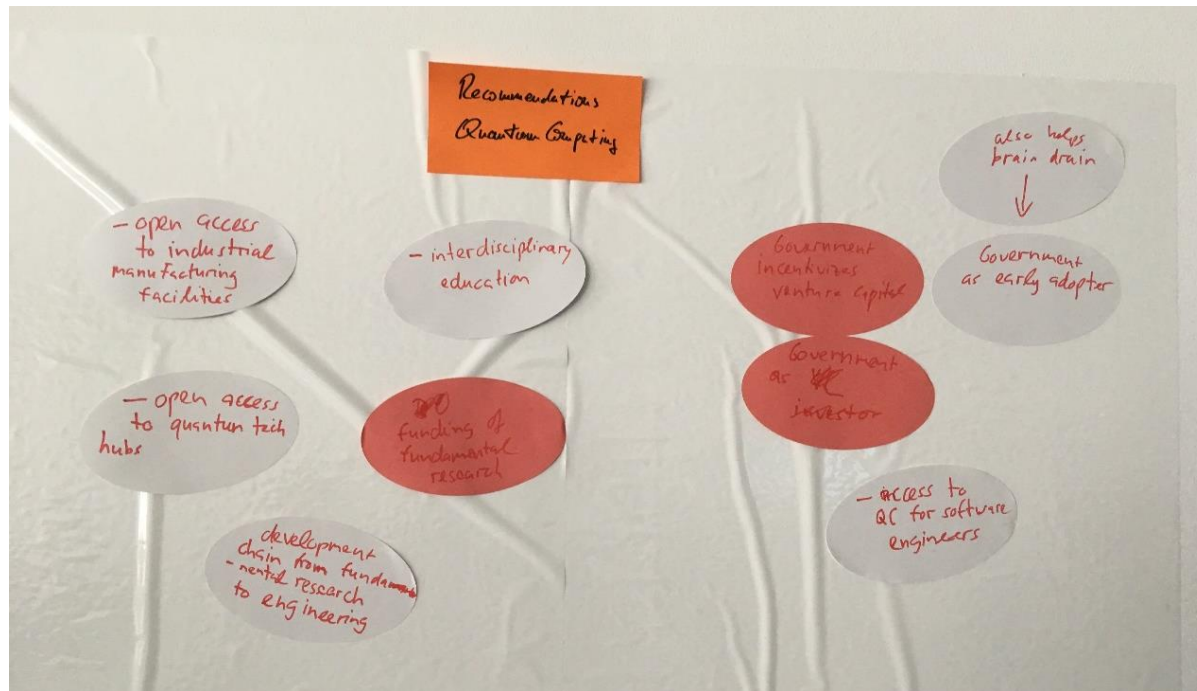 Recommendations
Quantum Computing
also helps
brain drain
Government
as early adopter
- open access
to industrial
manufacturing
facilities
- interdisciplinary
education
Government
incentivizes
venture capital
Government
as
investor
- open access
to quantum tech
hubs
funding of
fundamental
research
- access to
QC for software
engineers
development
chain from funda
-mental research
to engineering